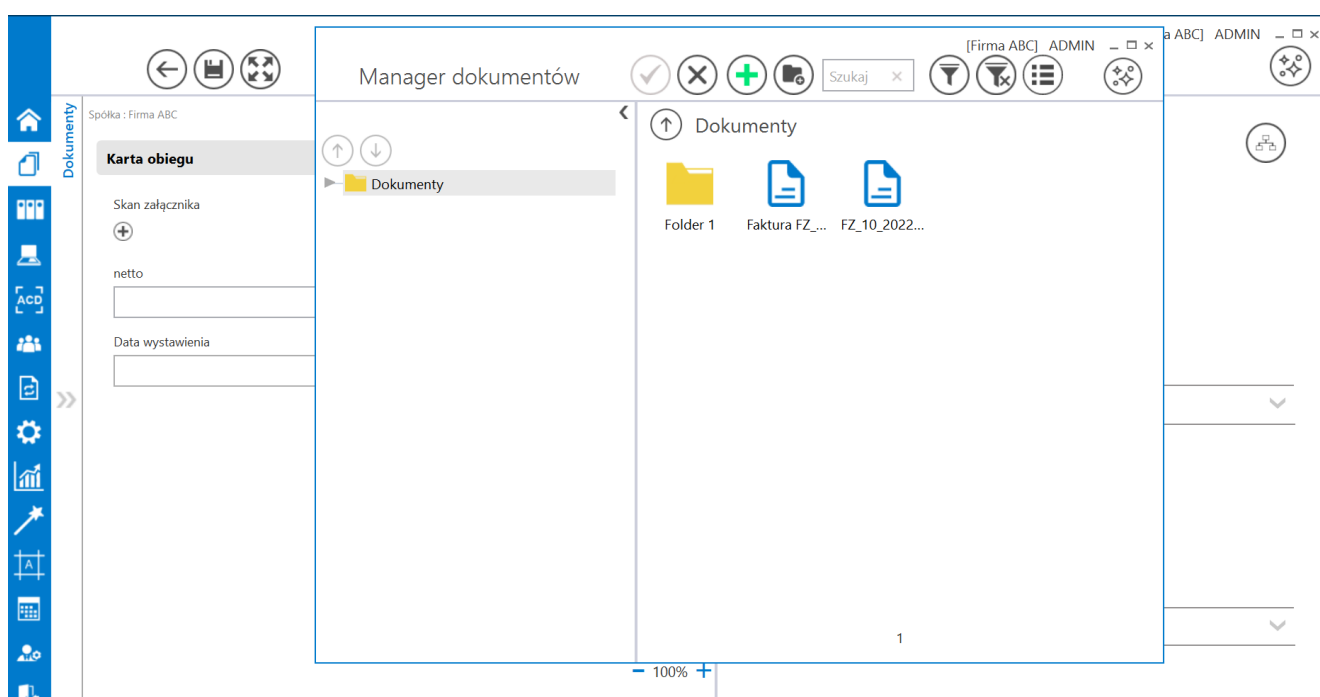 a ABC] ADMIN
[Firma ABC] ADMIN
Manager dokumentów
Szukaj
Dokumenty
Spółka : Firma ABC
Karta obiegu
Skan załącznika
netto
Data wystawienia
Dokumenty
Dokumenty
Folder 1
Faktura FZ_...
FZ_10_2022...
ACD
A
1
100%